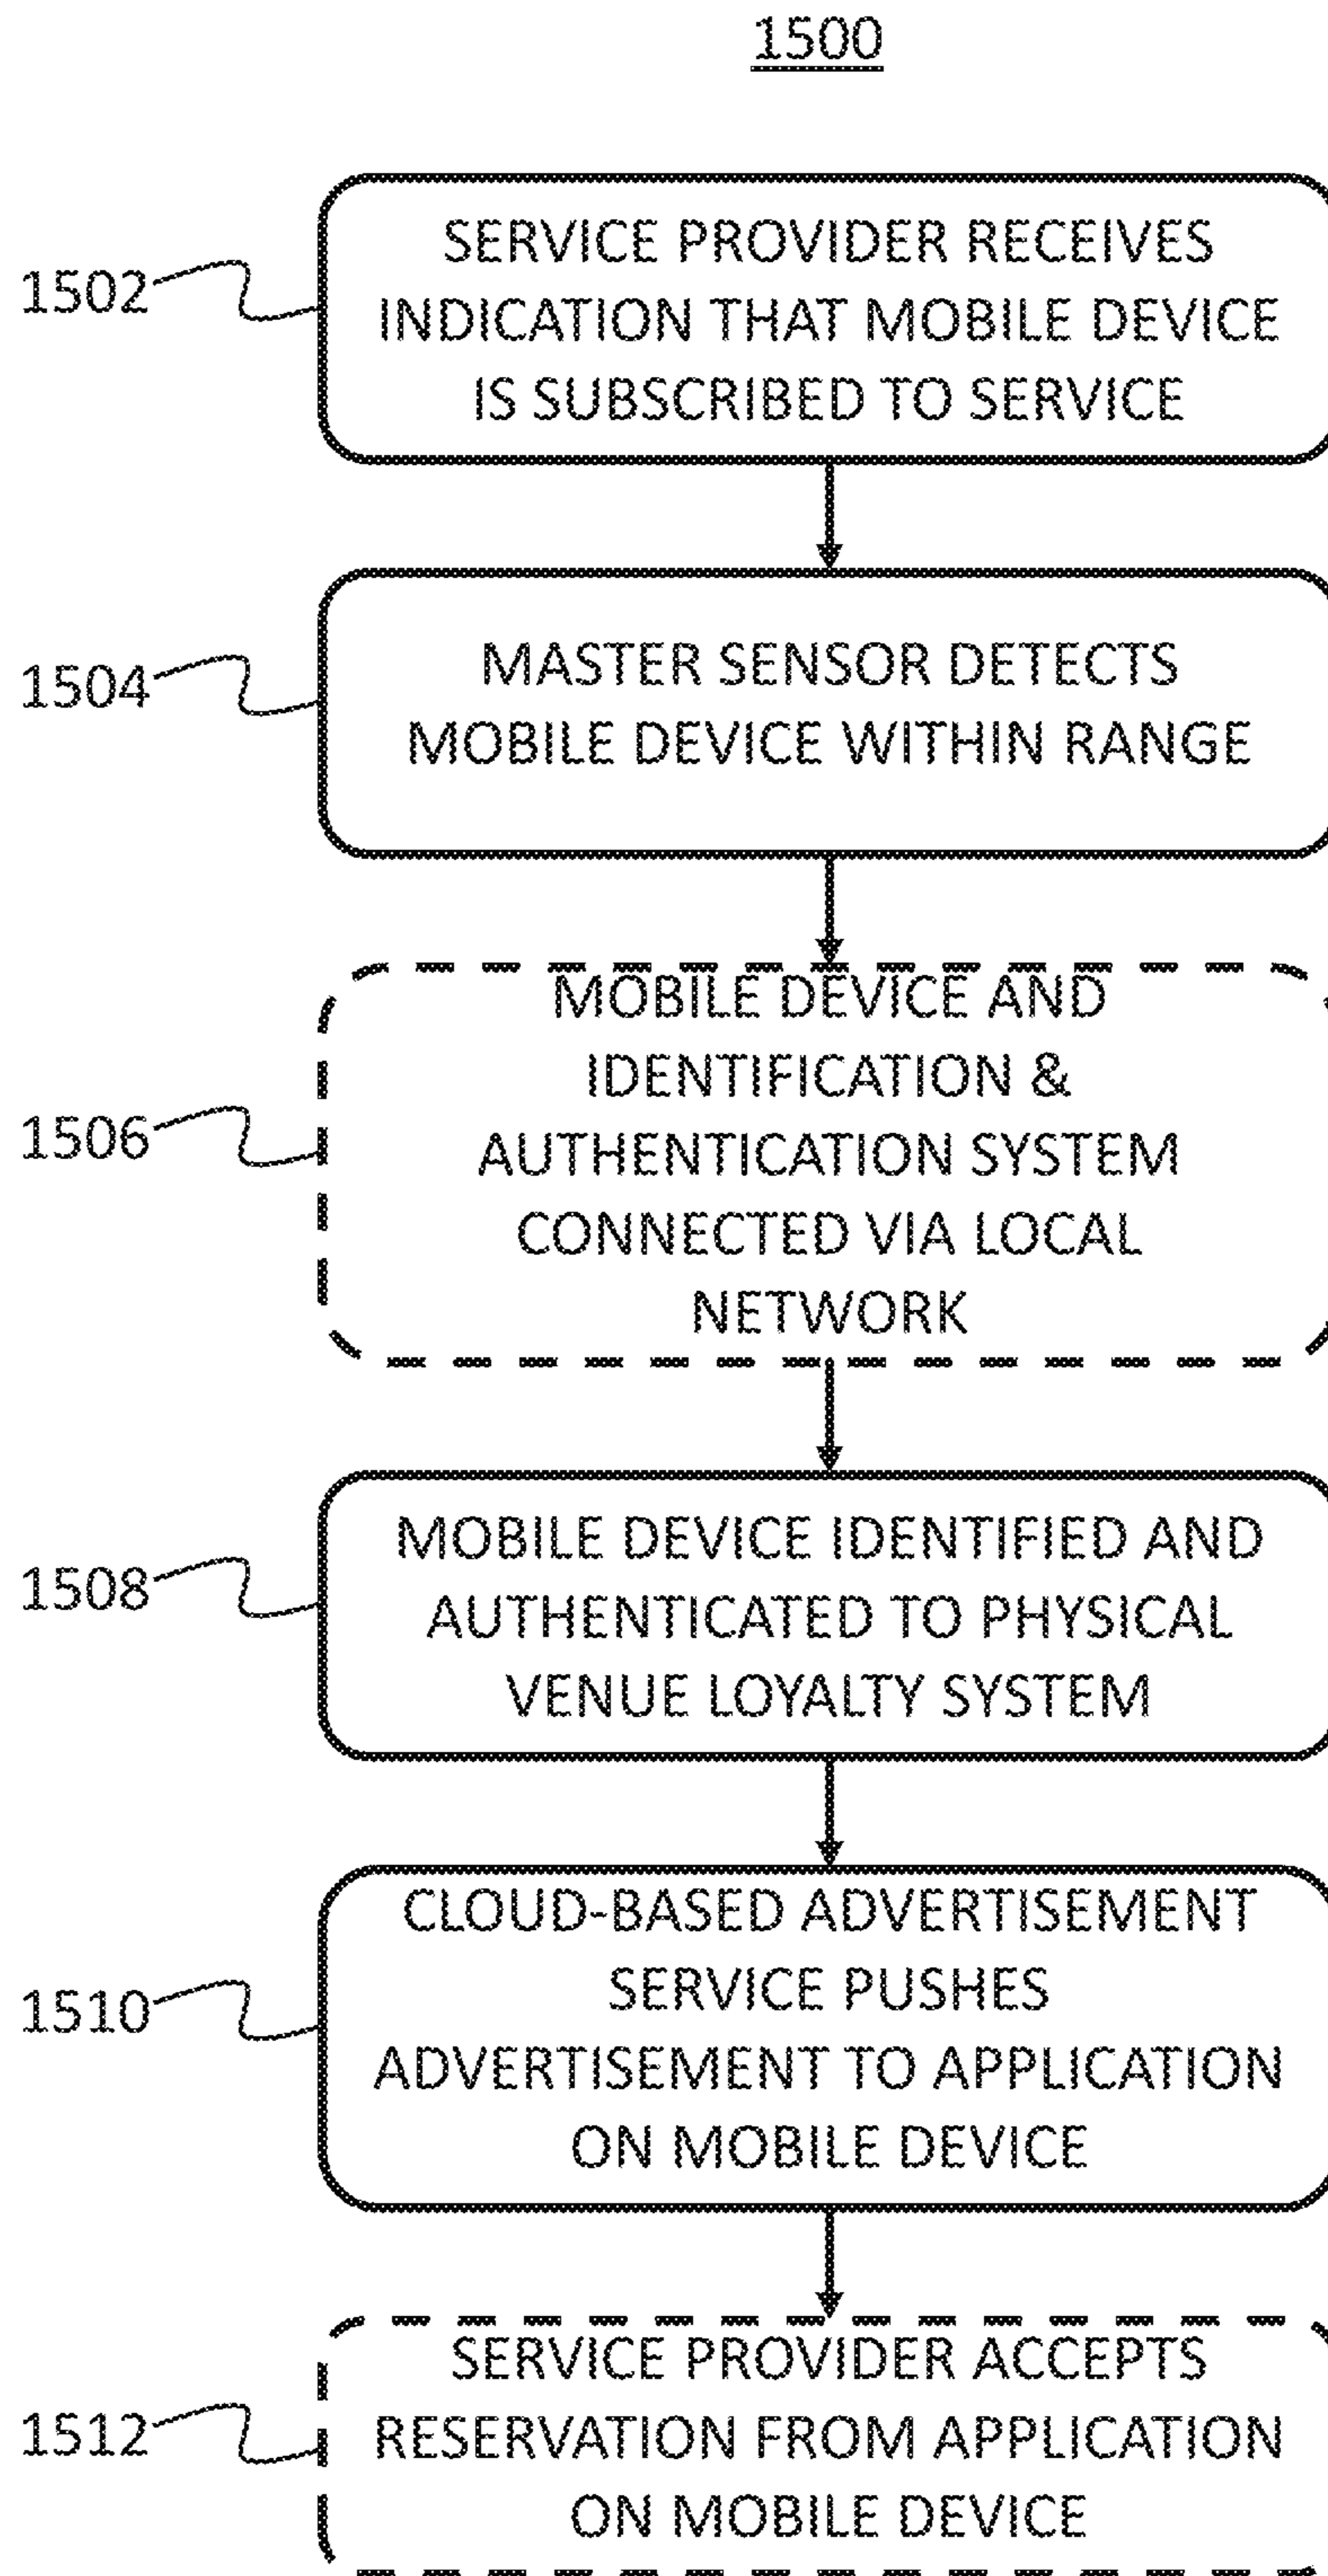 1500
1502
SERVICE PROVIDER RECEIVES
INDICATION THAT MOBILE DEVICE
IS SUBSCRIBED TO SERVICE
1504
MASTER SENSOR DETECTS
MOBILE DEVICE WITHIN RANGE
1506
MOBILE DEVICE AND
IDENTIFICATION &
AUTHENTICATION SYSTEM
CONNECTED VIA LOCAL
NETWORK
1508
MOBILE DEVICE IDENTIFIED AND
AUTHENTICATED TO PHYSICAL
VENUE LOYALTY SYSTEM
1510
CLOUD-BASED ADVERTISEMENT
SERVICE PUSHES
ADVERTISEMENT TO APPLICATION
ON MOBILE DEVICE
1512
SERVICE PROVIDER ACCEPTS
RESERVATION FROM APPLICATION
ON MOBILE DEVICE